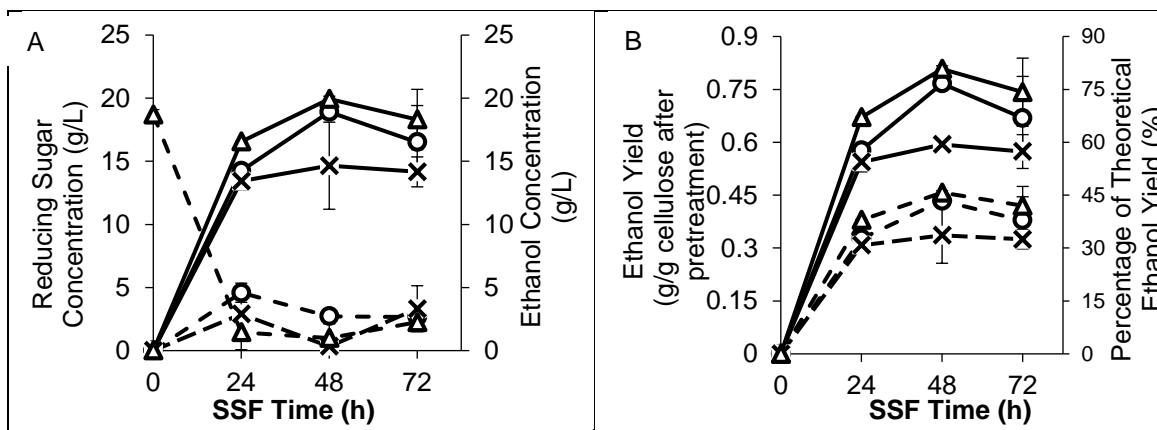 A
Reducing Sugar
Concentration (g/L)
25
20
15
10
5
0
25
20
15
10
5
0
Ethanol Concentration
(g/L)
0 24 48 72
SSF Time (h)
B
Ethanol Yield
(g/g cellulose after
pretreatment)
0.9
0.75
0.6
0.45
0.3
0.15
0
90
75
60
45
30
15
0
Percentage of Theoretical
Ethanol Yield (%)
0 24 48 72
SSF Time (h)